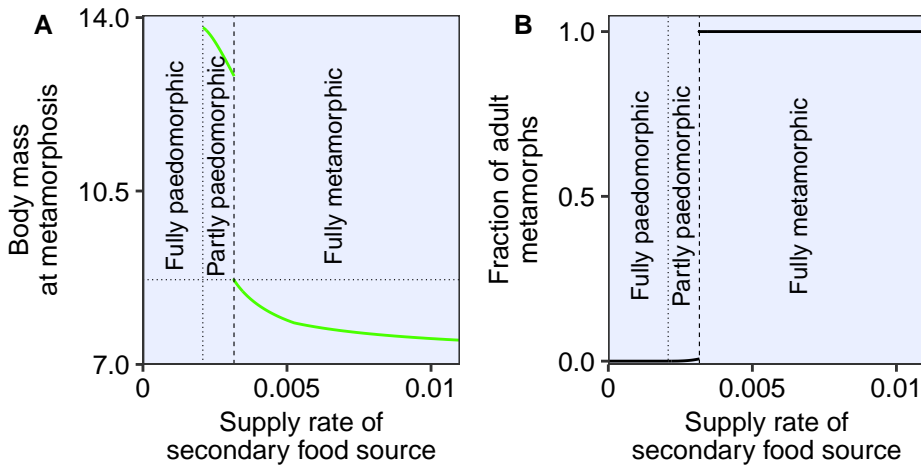 A
14.0
10.5
7.0
Body mass
at metamorphosis
Fully paedomorphic
Partly paedomorphic
Fully metamorphic
0
0.005
0.01
Supply rate of
secondary food source
B
1.0
0.5
0.0
Fraction of adult
metamorphs
Fully paedomorphic
Partly paedomorphic
Fully metamorphic
0
0.005
0.01
Supply rate of
secondary food source